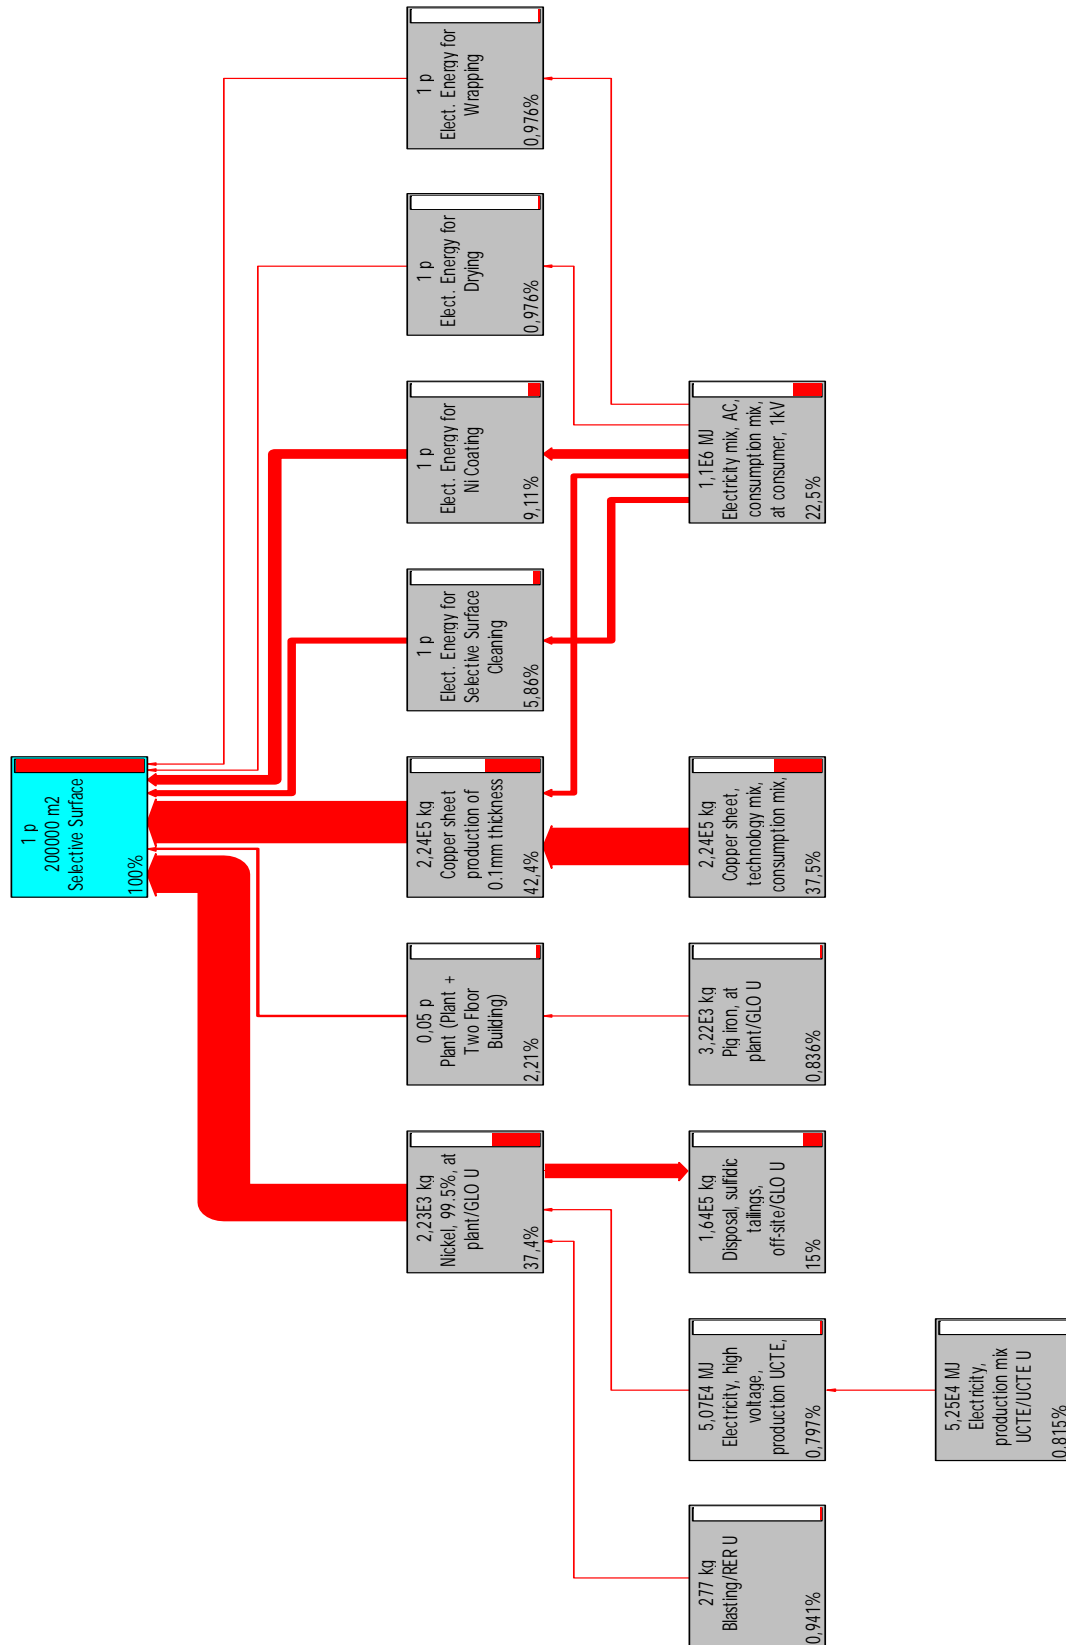 1 p
200000 m2
Selective Surface
100%
2,23E3 kg
Nickel, 99.5%, at
plant/GLO U
37,4%
0,05 p
Plant (Plant +
Two Floor
Building)
2,21%
2,24E5 kg
Copper sheet
production of
0.1mm thickness
42,4%
1 p
Elect. Energy for
Selective Surface
Cleaning
5,86%
1 p
Elect. Energy for
Ni Coating
9,11%
1 p
Elect. Energy for
Drying
0,976%
1 p
Elect. Energy for
Wrapping
0,976%
277 kg
Blasting/RER U
0,941%
5,07E4 MJ
Electricity, high
voltage,
production UCTE,
0,797%
1,64E5 kg
Disposal, sulfidic
tailings,
off-site/GLO U
15%
3,22E3 kg
Pig iron, at
plant/GLO U
0,836%
2,24E5 kg
Copper sheet,
technology mix,
consumption mix,
37,5%
1,1E6 MJ
Electricity mix, AC,
consumption mix,
at consumer, 1kV
22,5%
5,25E4 MJ
Electricity,
production mix
UCTE/UCTE U
0,815%